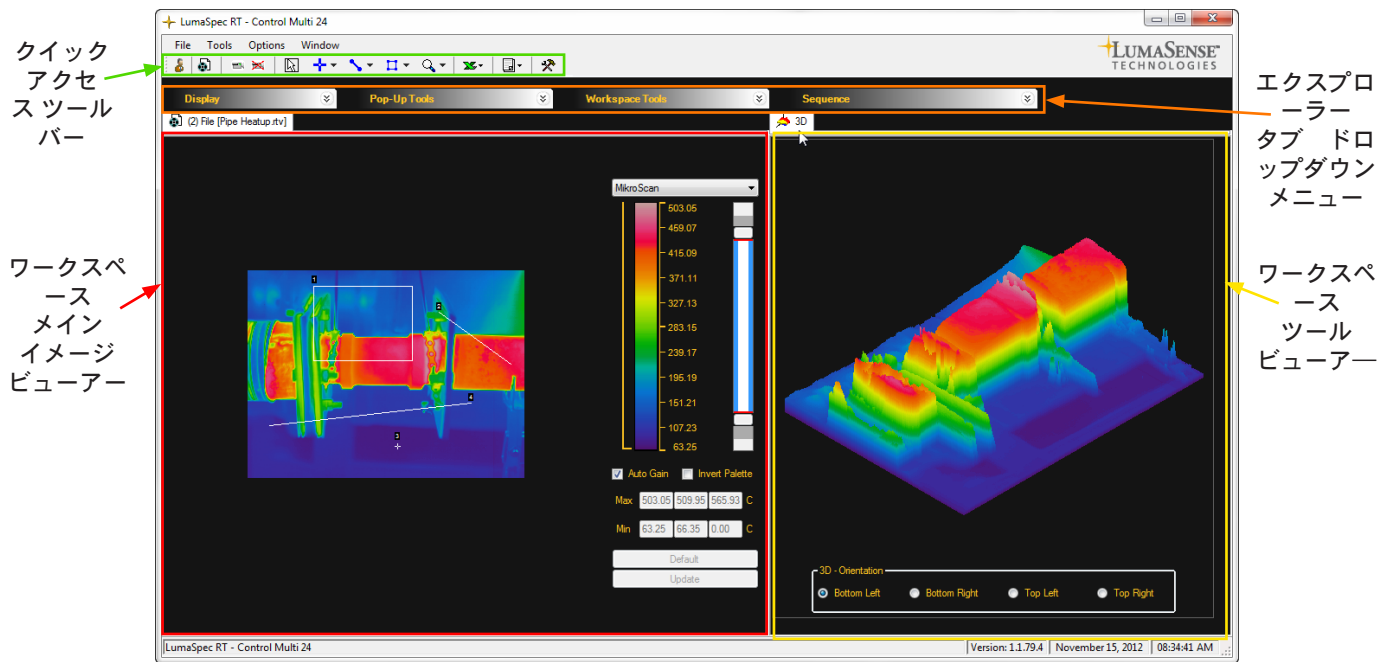 LumaSpec RT - Control Multi 24
File Tools Options Window
LUMASENSE
TECHNOLOGIES
クイック
アクセ
ス ツール
バー
Display Pop-Up Tools Workspace Tools Sequence
エクスプロ
ーラー
タブ ドロ
ップダウン
メニュー
(2) File [Pipe Heatup.rtv]
3D
MikroScan
503.05
459.07
415.09
371.11
327.13
283.15
239.17
195.19
151.21
107.23
63.25
1
2
4
3
ワークスペ
ース
メイン
イメージ
ビューアー
ワークスペ
ース
ツール
ビューアー
Auto Gain Invert Palette
Max 503.05 509.95 565.93 C
Min 63.25 66.35 0.00 C
Default
Update
3D - Orientation
Bottom Left Bottom Right Top Left Top Right
LumaSpec RT - Control Multi 24
Version: 1.1.79.4 November 15, 2012 08:34:41 AM